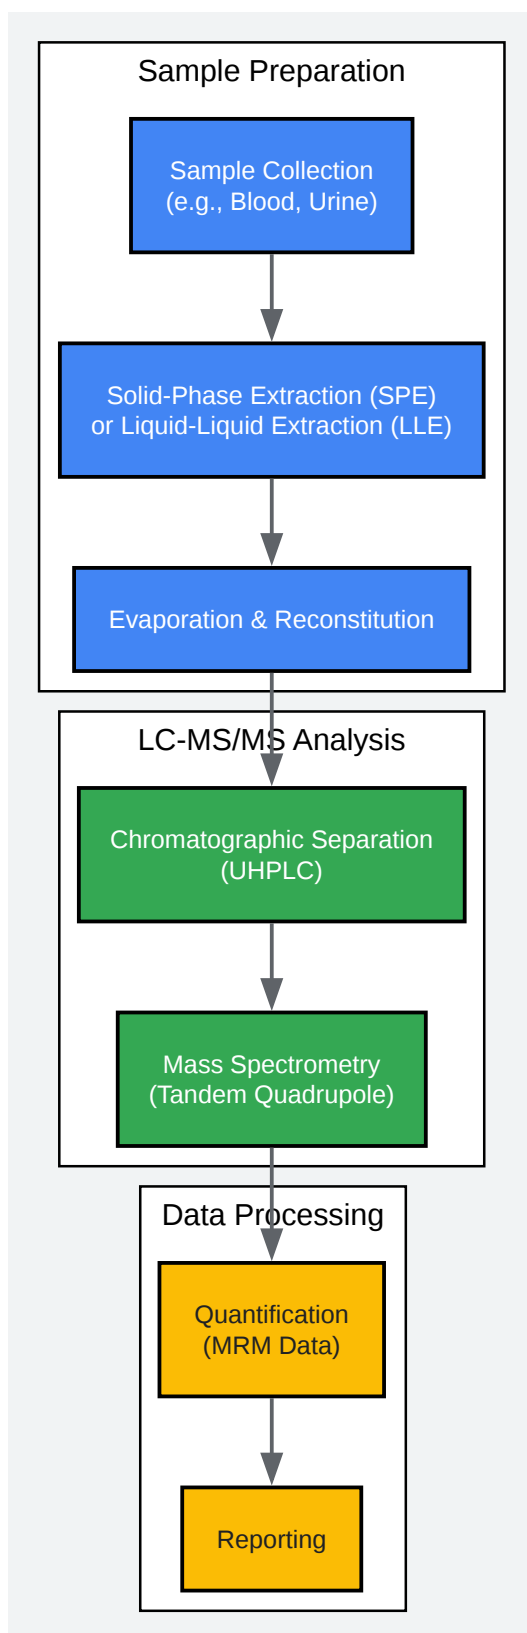 Sample Preparation
Sample Collection
(e.g., Blood, Urine)
Solid-Phase Extraction (SPE)
or Liquid-Liquid Extraction (LLE)
Evaporation & Reconstitution
LC-MS/MS Analysis
Chromatographic Separation
(UHPLC)
Mass Spectrometry
(Tandem Quadrupole)
Data Processing
Quantification
(MRM Data)
Reporting